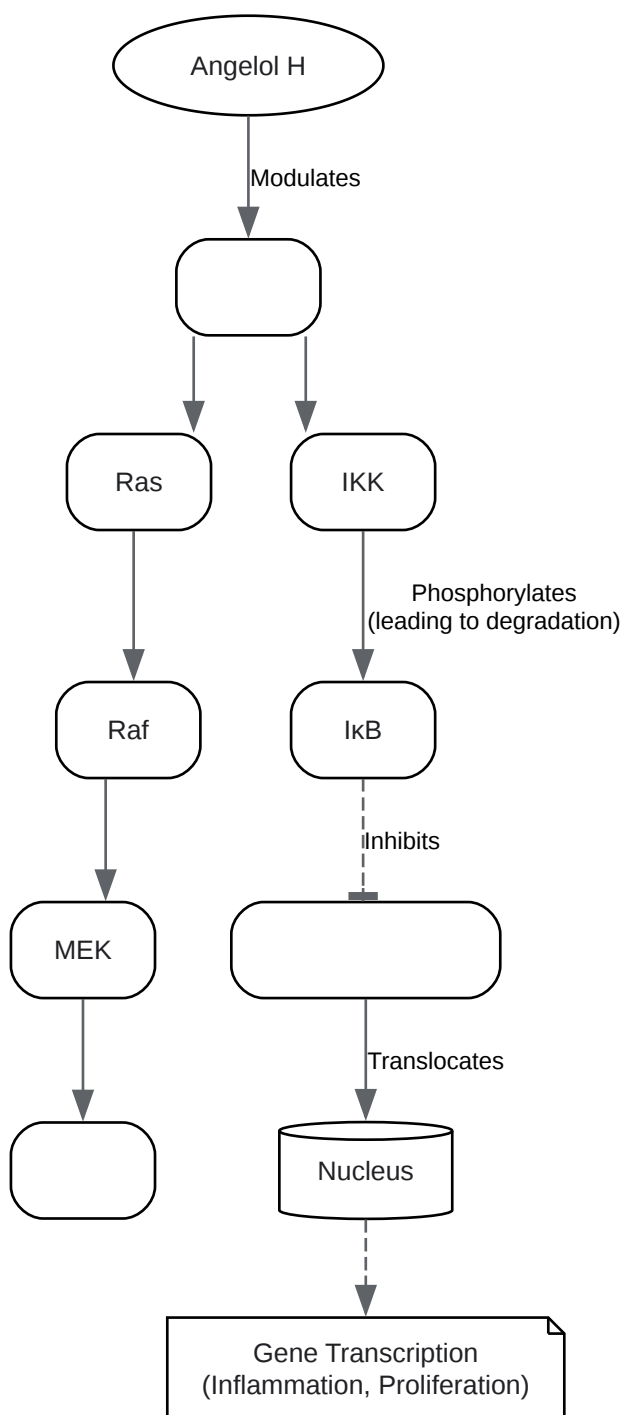 Angelol H
Modulates
Ras
IKK
Phosphorylates
(leading to degradation)
Raf
IκB
Inhibits
MEK
Translocates
Nucleus
Gene Transcription
(Inflammation, Proliferation)